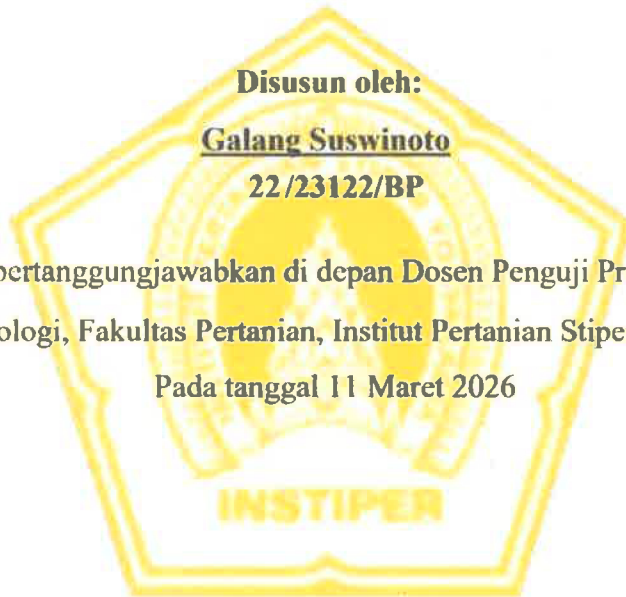 Disusun oleh:
Galang Suswinoto
22/23122/BP
pertanggungjawabkan di depan Dosen Penguji Pr
ologi, Fakultas Pertanian, Institut Pertanian Stipe
Pada tanggal 11 Maret 2026
INSTIPER